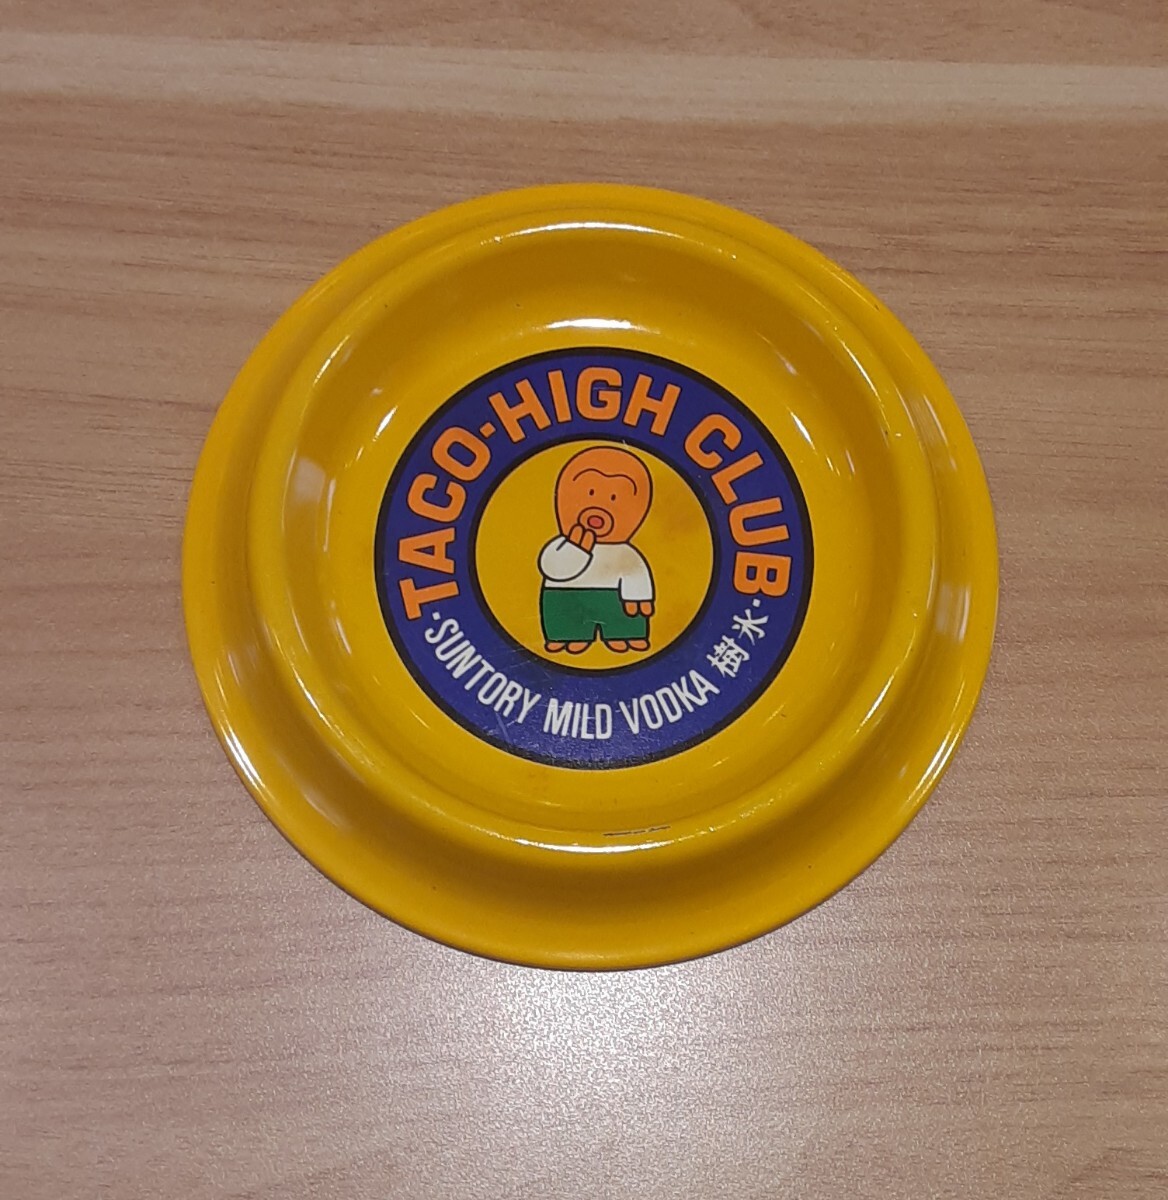 TACO-HIGH CLUB
·SUNTORY MILD VODKA 樹氷·